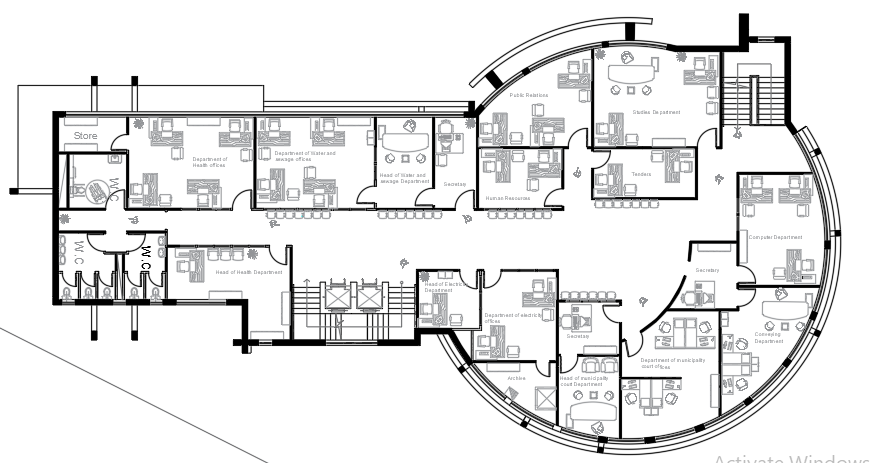 Public Relations
Studies Department
Store
Department of
Health offices
Department of Water and
sewage offices
Head of Water and
sewage Department
Secretary
Human Resources
Tenders
W.C
W.C
W.C
Head of Health Department
Computer Department
Secretary
Head of Electricity
Department
Department of electricity
offices
Secretary
Conveying
Department
Department of municipality
court offices
Archive
Head of municipality
court Department
Activate Windows